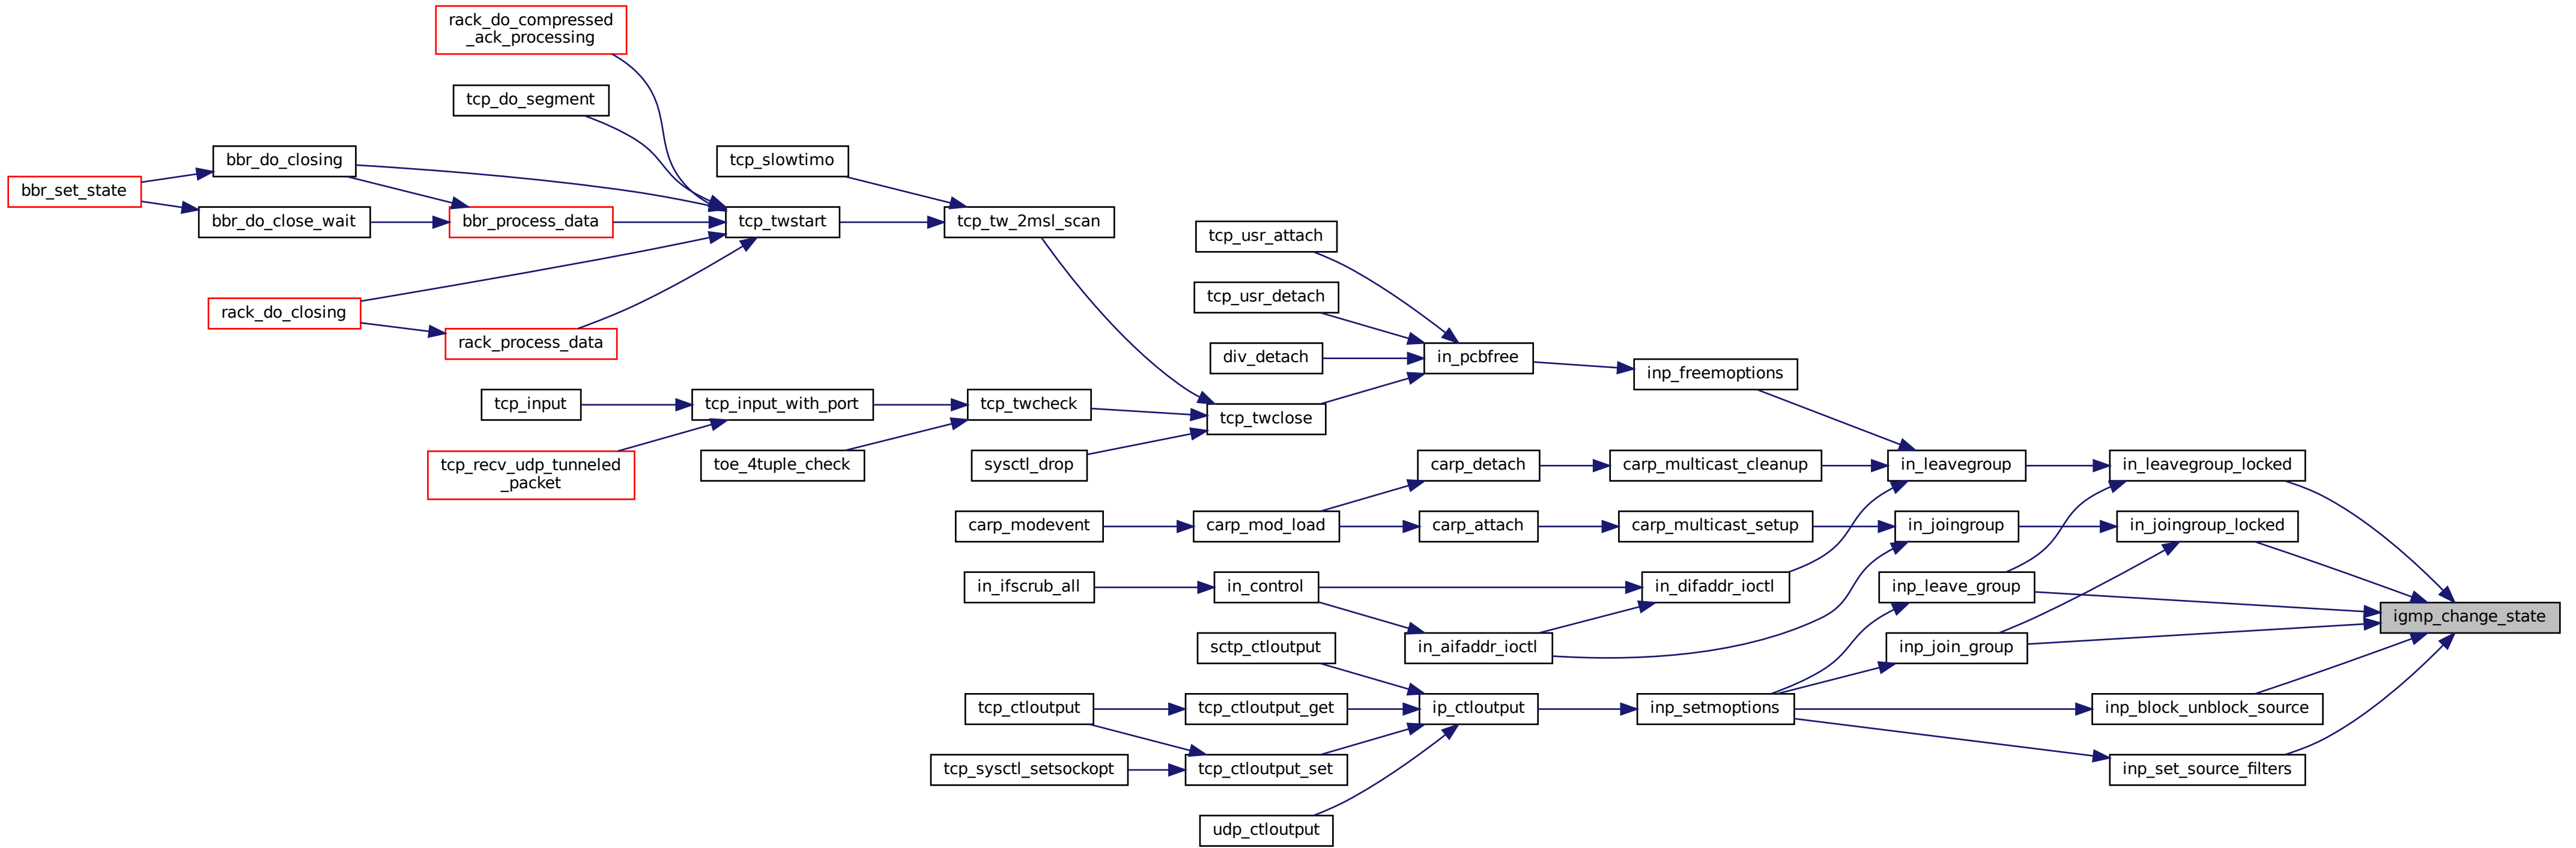 rack_do_compressed
_ack_processing
tcp_do_segment
bbr_do_closing
tcp_slowtimo
bbr_set_state
bbr_do_close_wait
bbr_process_data
tcp_twstart
tcp_tw_2msl_scan
tcp_usr_attach
tcp_usr_detach
rack_do_closing
rack_process_data
div_detach
in_pcbfree
inp_freemoptions
tcp_input
tcp_input_with_port
tcp_twcheck
tcp_twclose
tcp_recv_udp_tunneled
_packet
toe_4tuple_check
sysctl_drop
carp_detach
carp_multicast_cleanup
in_leavegroup
in_leavegroup_locked
carp_modevent
carp_mod_load
carp_attach
carp_multicast_setup
in_joingroup
in_joingroup_locked
in_ifscrub_all
in_control
in_difaddr_ioctl
inp_leave_group
igmp_change_state
sctp_ctloutput
in_aifaddr_ioctl
inp_join_group
tcp_ctloutput
tcp_ctloutput_get
ip_ctloutput
inp_setmoptions
inp_block_unblock_source
tcp_sysctl_setsockopt
tcp_ctloutput_set
inp_set_source_filters
udp_ctloutput